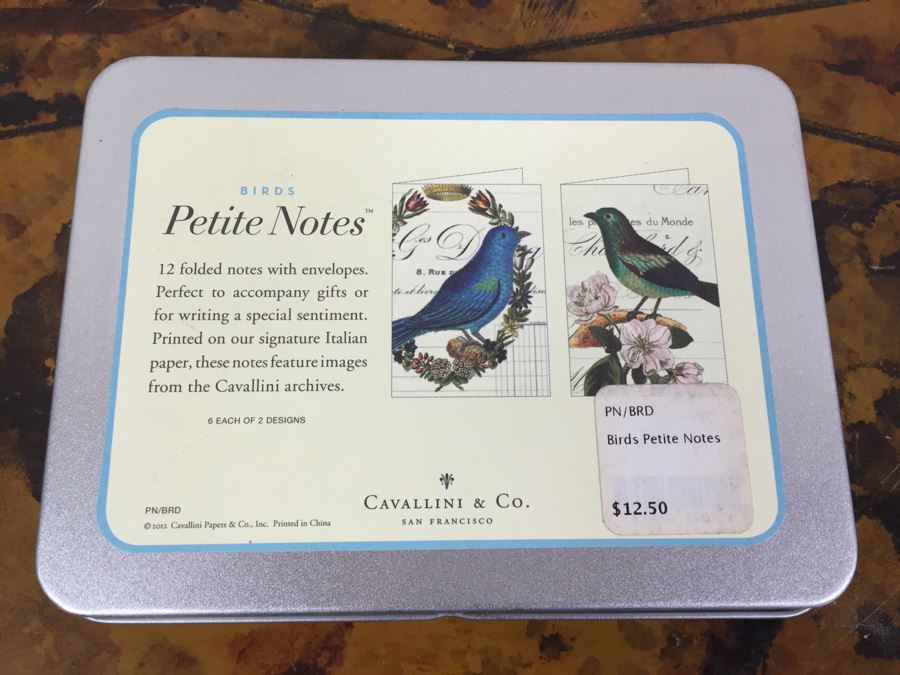 BIRDS
Petite Notes™
12 folded notes with envelopes.
Perfect to accompany gifts or
for writing a special sentiment.
Printed on our signature Italian
paper, these notes feature images
from the Cavallini archives.
6 EACH OF 2 DESIGNS
8, RUE
les
es du Monde
PN/BRD
©2012 Cavallini Papers & Co., Inc. Printed in China
CAVALLINI & CO.
SAN FRANCISCO
PN/BRD
Birds Petite Notes
$12.50